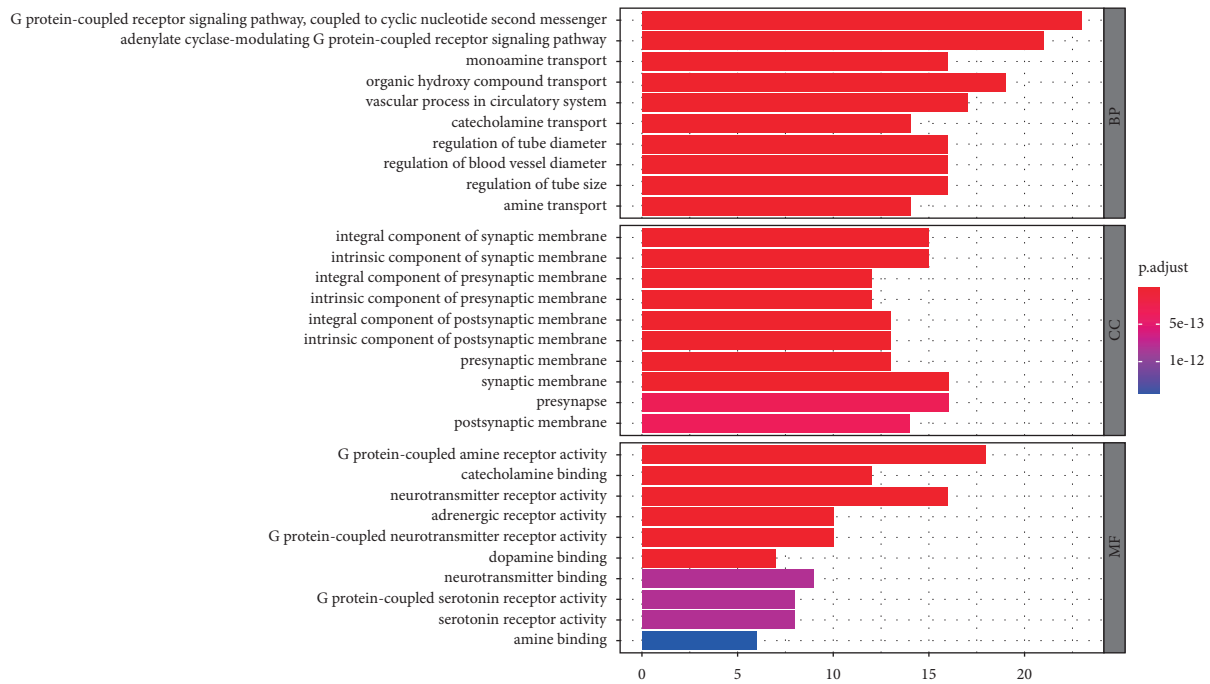 G protein-coupled receptor signaling pathway, coupled to cyclic nucleotide second messenger
adenylate cyclase-modulating G protein-coupled receptor signaling pathway
monoamine transport
organic hydroxy compound transport
vascular process in circulatory system
catecholamine transport
regulation of tube diameter
regulation of blood vessel diameter
regulation of tube size
amine transport
BP
integral component of synaptic membrane
intrinsic component of synaptic membrane
integral component of presynaptic membrane
intrinsic component of presynaptic membrane
integral component of postsynaptic membrane
intrinsic component of postsynaptic membrane
presynaptic membrane
synaptic membrane
presynapse
postsynaptic membrane
CC
G protein-coupled amine receptor activity
catecholamine binding
neurotransmitter receptor activity
adrenergic receptor activity
G protein-coupled neurotransmitter receptor activity
dopamine binding
neurotransmitter binding
G protein-coupled serotonin receptor activity
serotonin receptor activity
amine binding
MF
0 5 10 15 20
p.adjust
5e-13
1e-12